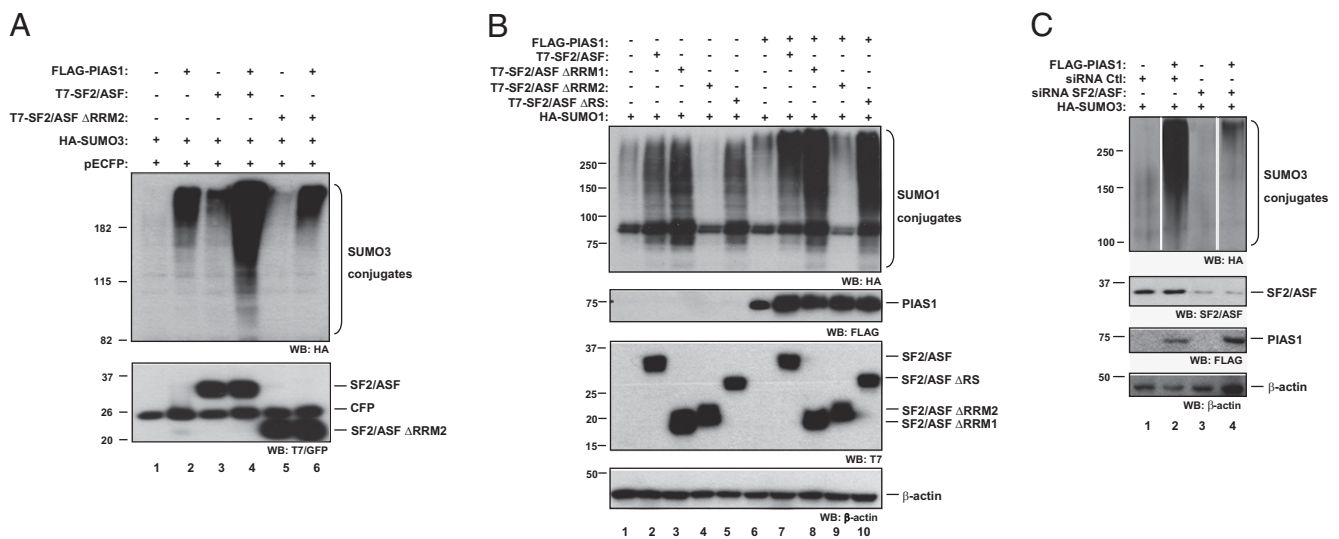 A
FLAG-PIAS1: - + - + - +
T7-SF2/ASF: - - + + - -
T7-SF2/ASF ΔRRM2: - - - - + +
HA-SUMO3: + + + + + +
pECFP: + + + + + +
182
115
82
SUMO3
conjugates
WB: HA
37
26
20
SF2/ASF
CFP
SF2/ASF ΔRRM2
WB: T7/GFP
1 2 3 4 5 6
B
FLAG-PIAS1: - - - - - + + + + +
T7-SF2/ASF: - + - - - - + - - -
T7-SF2/ASF ΔRRM1: - - + - - - - + - -
T7-SF2/ASF ΔRRM2: - - - + - - - - + -
T7-SF2/ASF ΔRS: - - - - + - - - - +
HA-SUMO1: + + + + + + + + + +
250
150
100
75
SUMO1
conjugates
WB: HA
75
PIAS1
WB: FLAG
37
25
20
15
SF2/ASF
SF2/ASF ΔRS
SF2/ASF ΔRRM2
SF2/ASF ΔRRM1
WB: T7
50
β-actin
WB: β-actin
1 2 3 4 5 6 7 8 9 10
C
FLAG-PIAS1: - + - +
siRNA Ctl: + + - -
siRNA SF2/ASF: - - + +
HA-SUMO3: + + + +
250
150
100
SUMO3
conjugates
WB: HA
37
SF2/ASF
WB: SF2/ASF
75
PIAS1
WB: FLAG
50
β-actin
WB: β-actin
1 2 3 4